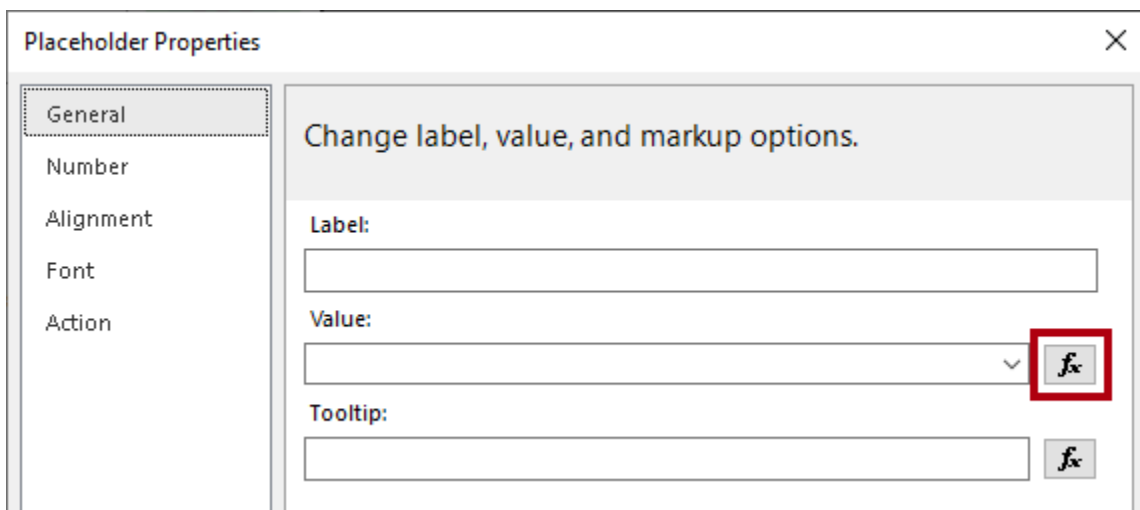 Placeholder Properties
General
Number
Alignment
Font
Action
Change label, value, and markup options.
Label:
Value:
fx
Tooltip:
fx